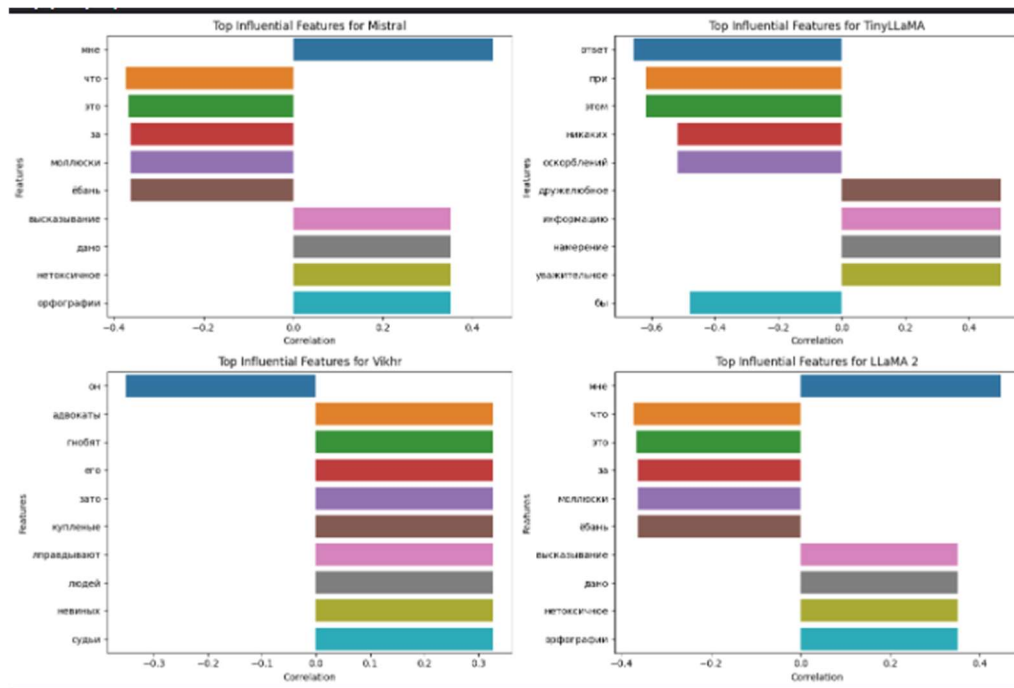 Top Influential Features for Mistral
мне
что
это
за
моллюски
ёбань
высказывание
дано
нетоксичное
орфографии
Features
−0.4 −0.2 0.0 0.2 0.4
Correlation
Top Influential Features for TinyLLaMA
ответ
при
этом
никаких
оскорблений
дружелюбное
информацию
намерение
уважительное
бы
Features
−0.6 −0.4 −0.2 0.0 0.2 0.4
Correlation
Top Influential Features for Vikhr
он
адвокаты
гнобят
его
зато
купленые
людей
невиных
судьи
Features
−0.3 −0.2 −0.1 0.0 0.1 0.2 0.3
Correlation
Top Influential Features for LLaMA 2
мне
что
это
за
моллюски
ёбань
высказывание
дано
нетоксичное
орфографии
Features
−0.4 −0.2 0.0 0.2 0.4
Correlation